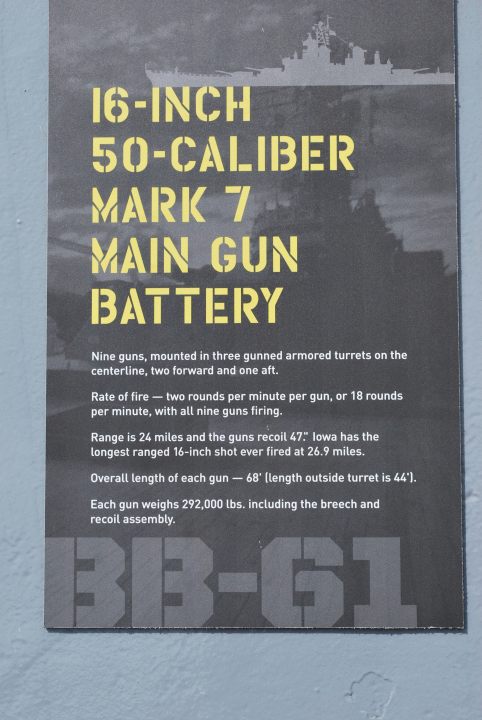 16-INCH
50-CALIBER
MARK 7
MAIN GUN
BATTERY
Nine guns, mounted in three gunned armored turrets on the
centerline, two forward and one aft.
Rate of fire — two rounds per minute per gun, or 18 rounds
per minute, with all nine guns firing.
Range is 24 miles and the guns recoil 47." Iowa has the
longest ranged 16-inch shot ever fired at 26.9 miles.
Overall length of each gun — 68' (length outside turret is 44').
Each gun weighs 292,000 lbs. including the breech and
recoil assembly.
BB-61